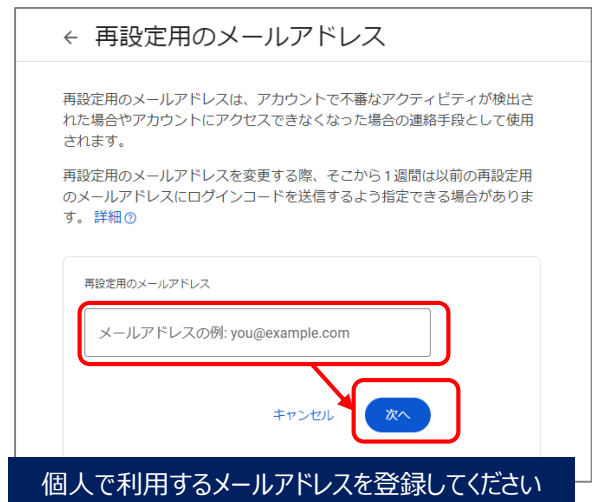 ← 再設定用のメールアドレス
再設定用のメールアドレスは、アカウントで不審なアクティビティが検出さ
れた場合やアカウントにアクセスできなくなった場合の連絡手段として使用
されます。
再設定用のメールアドレスを変更する際、そこから1週間は以前の再設定用
のメールアドレスにログインコードを送信するよう指定できる場合がありま
す。 詳細
再設定用のメールアドレス
メールアドレスの例: you@example.com
キャンセル 次へ
個人で利用するメールアドレスを登録してください